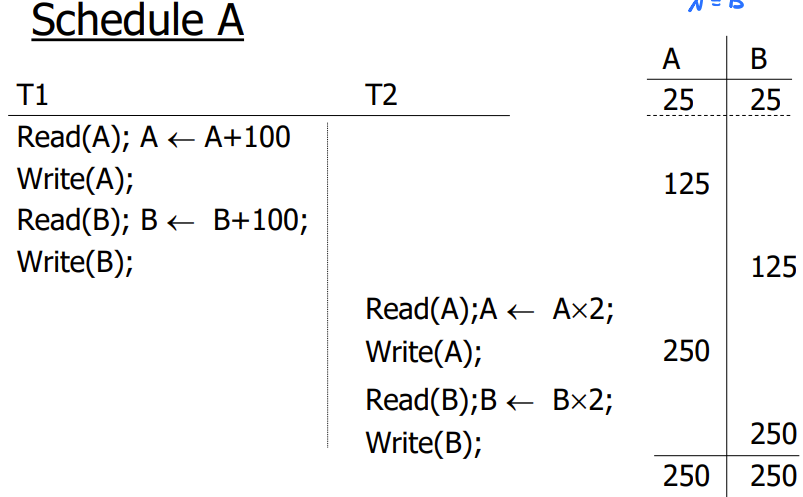 Schedule A
A = B
A B
T1 T2
25 25
Read(A); A ← A+100
Write(A);
125
Read(B); B ← B+100;
Write(B);
125
Read(A);A ← A×2;
Write(A);
250
Read(B);B ← B×2;
Write(B);
250
250 250